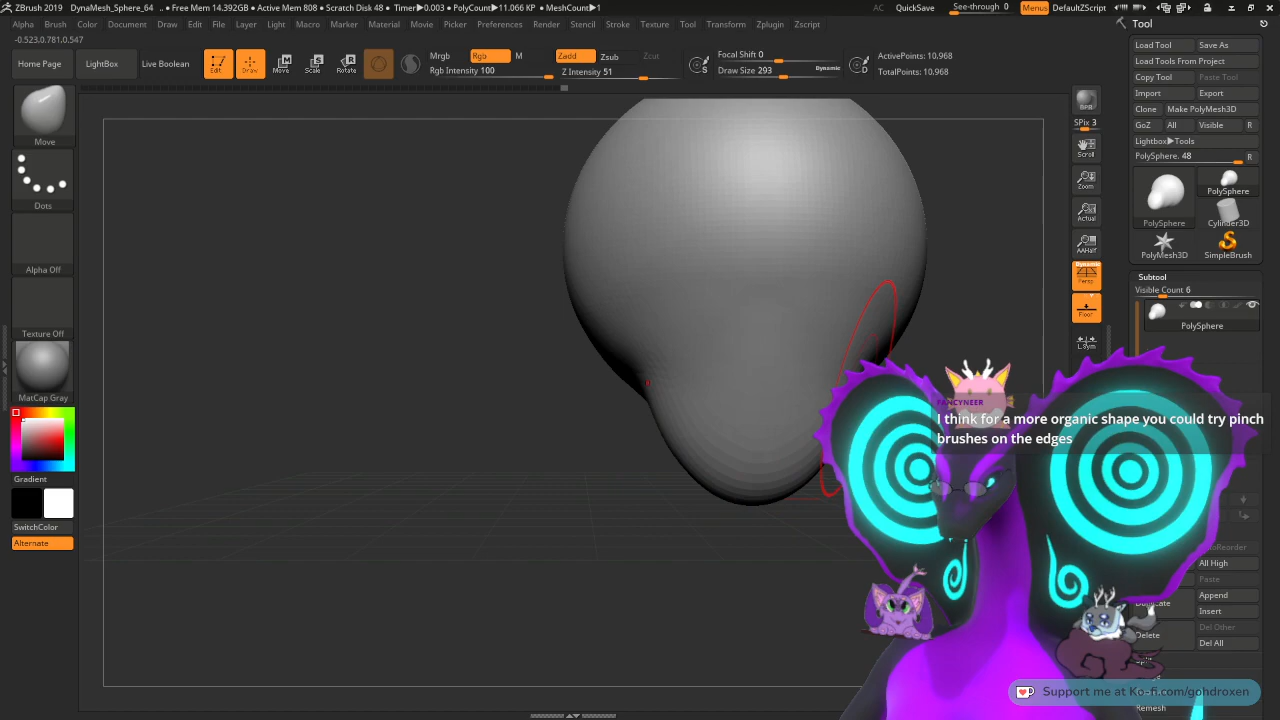 ZBrush 2019 DynaMesh_Sphere_64 .. • Free Mem 14.392GB • Active Mem 808 • Scratch Disk 48 • Timer▶0.003 • PolyCount▶11.066 KP • MeshCount▶1 AC QuickSave See-through 0 Menus DefaultZScript
Alpha Brush Color Document Draw Edit File Layer Light Macro Marker Material Movie Picker Preferences Render Stencil Stroke Texture Tool Transform Zplugin Zscript
-0.523,0.781,0.547
Home Page LightBox Live Boolean Edit Draw Move Scale Rotate
Mrgb Rgb M Zadd Zsub Zcut
Rgb Intensity 100 Z Intensity 51
Focal Shift 0
Draw Size 293 Dynamic
S D
ActivePoints: 10,968
TotalPoints: 10,968
Move
Dots
Alpha Off
Texture Off
MatCap Gray
Gradient
SwitchColor
Alternate
BPR
SPix 3
Scroll
Zoom
Actual
AAHalf
Dynamic
Persp
Floor
L.Sym
Tool
Load Tool Save As
Load Tools From Project
Copy Tool Paste Tool
Import Export
Clone Make PolyMesh3D
GoZ All Visible R
Lightbox▶Tools
PolySphere. 48 R
PolySphere
PolySphere Cylinder3D
PolyMesh3D SimpleBrush
Subtool
Visible Count 6
PolySphere
FANCYNEER
I think for a more organic shape you could try pinch
brushes on the edges
All High
Paste
Append
Insert
Delete Del Other
Del All
Remesh
Support me at Ko-fi.com/gohdroxen